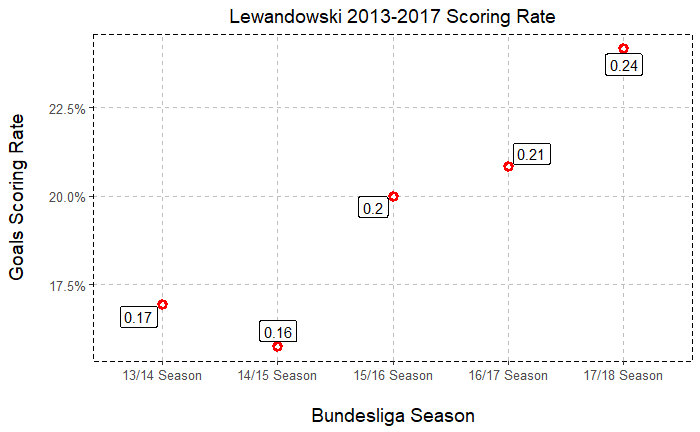 Lewandowski 2013-2017 Scoring Rate
Goals Scoring Rate
22.5%
20.0%
17.5%
0.17
0.16
0.2
0.21
0.24
13/14 Season 14/15 Season 15/16 Season 16/17 Season 17/18 Season
Bundesliga Season